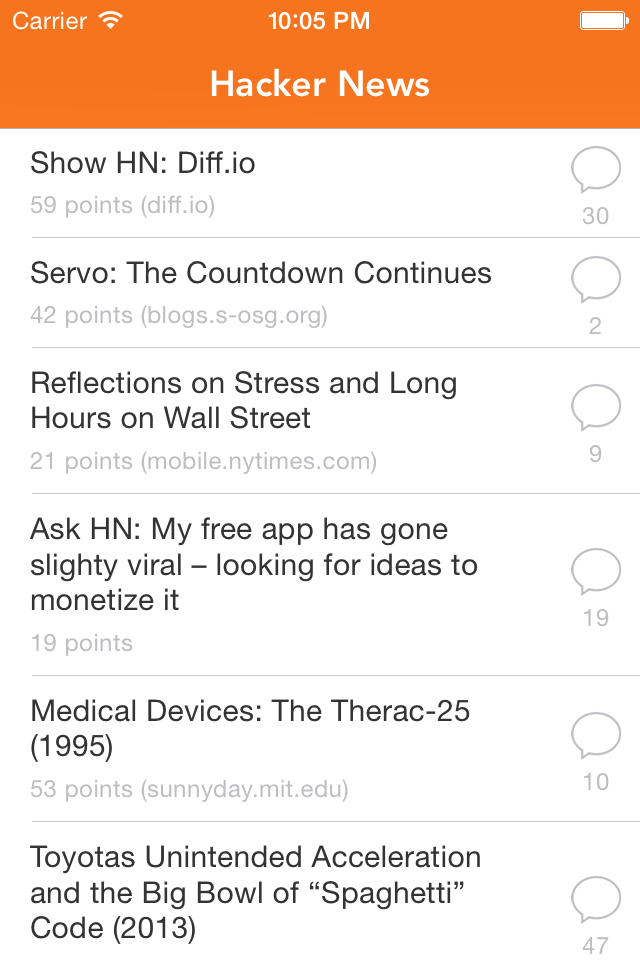 Carrier 10:05 PM
Hacker News
Show HN: Diff.io
59 points (diff.io)
30
Servo: The Countdown Continues
42 points (blogs.s-osg.org)
2
Reflections on Stress and Long
Hours on Wall Street
21 points (mobile.nytimes.com)
9
Ask HN: My free app has gone
slighty viral – looking for ideas to
monetize it
19 points
19
Medical Devices: The Therac-25
(1995)
53 points (sunnyday.mit.edu)
10
Toyotas Unintended Acceleration
and the Big Bowl of “Spaghetti”
Code (2013)
47